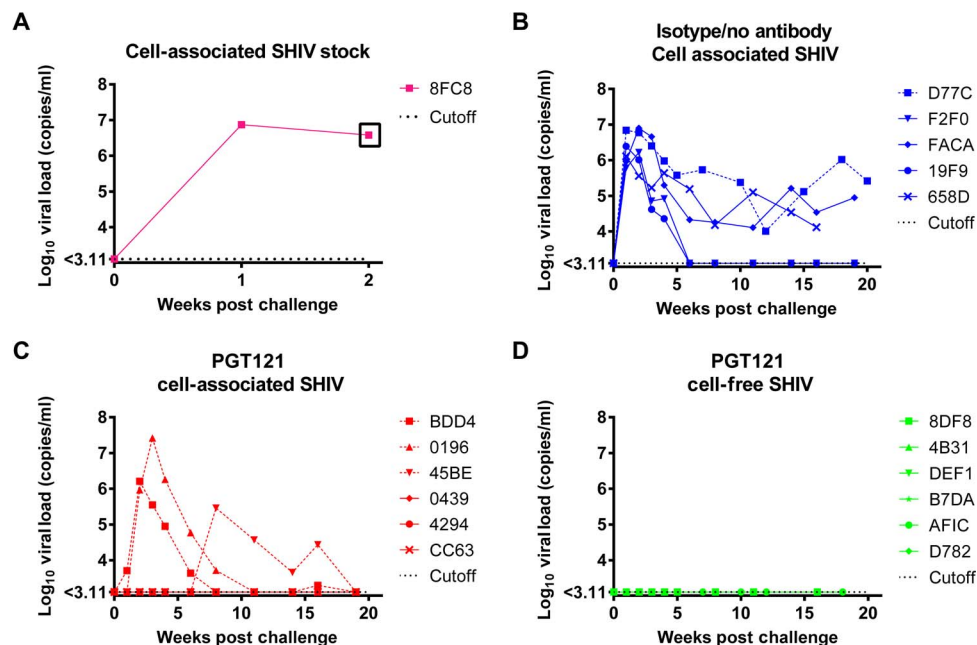 A
Cell-associated SHIV stock
Log10 viral load (copies/ml)
8
7
6
5
4
<3.11
0
1
2
Weeks post challenge
8FC8
Cutoff
B
Isotype/no antibody
Cell associated SHIV
Log10 viral load (copies/ml)
8
7
6
5
4
<3.11
0
5
10
15
20
Weeks post challenge
D77C
F2F0
FACA
19F9
658D
Cutoff
C
PGT121
cell-associated SHIV
Log10 viral load (copies/ml)
8
7
6
5
4
<3.11
0
5
10
15
20
Weeks post challenge
BDD4
0196
45BE
0439
4294
CC63
Cutoff
D
PGT121
cell-free SHIV
Log10 viral load (copies/ml)
8
7
6
5
4
<3.11
0
5
10
15
20
Weeks post challenge
8DF8
4B31
DEF1
B7DA
AFIC
D782
Cutoff